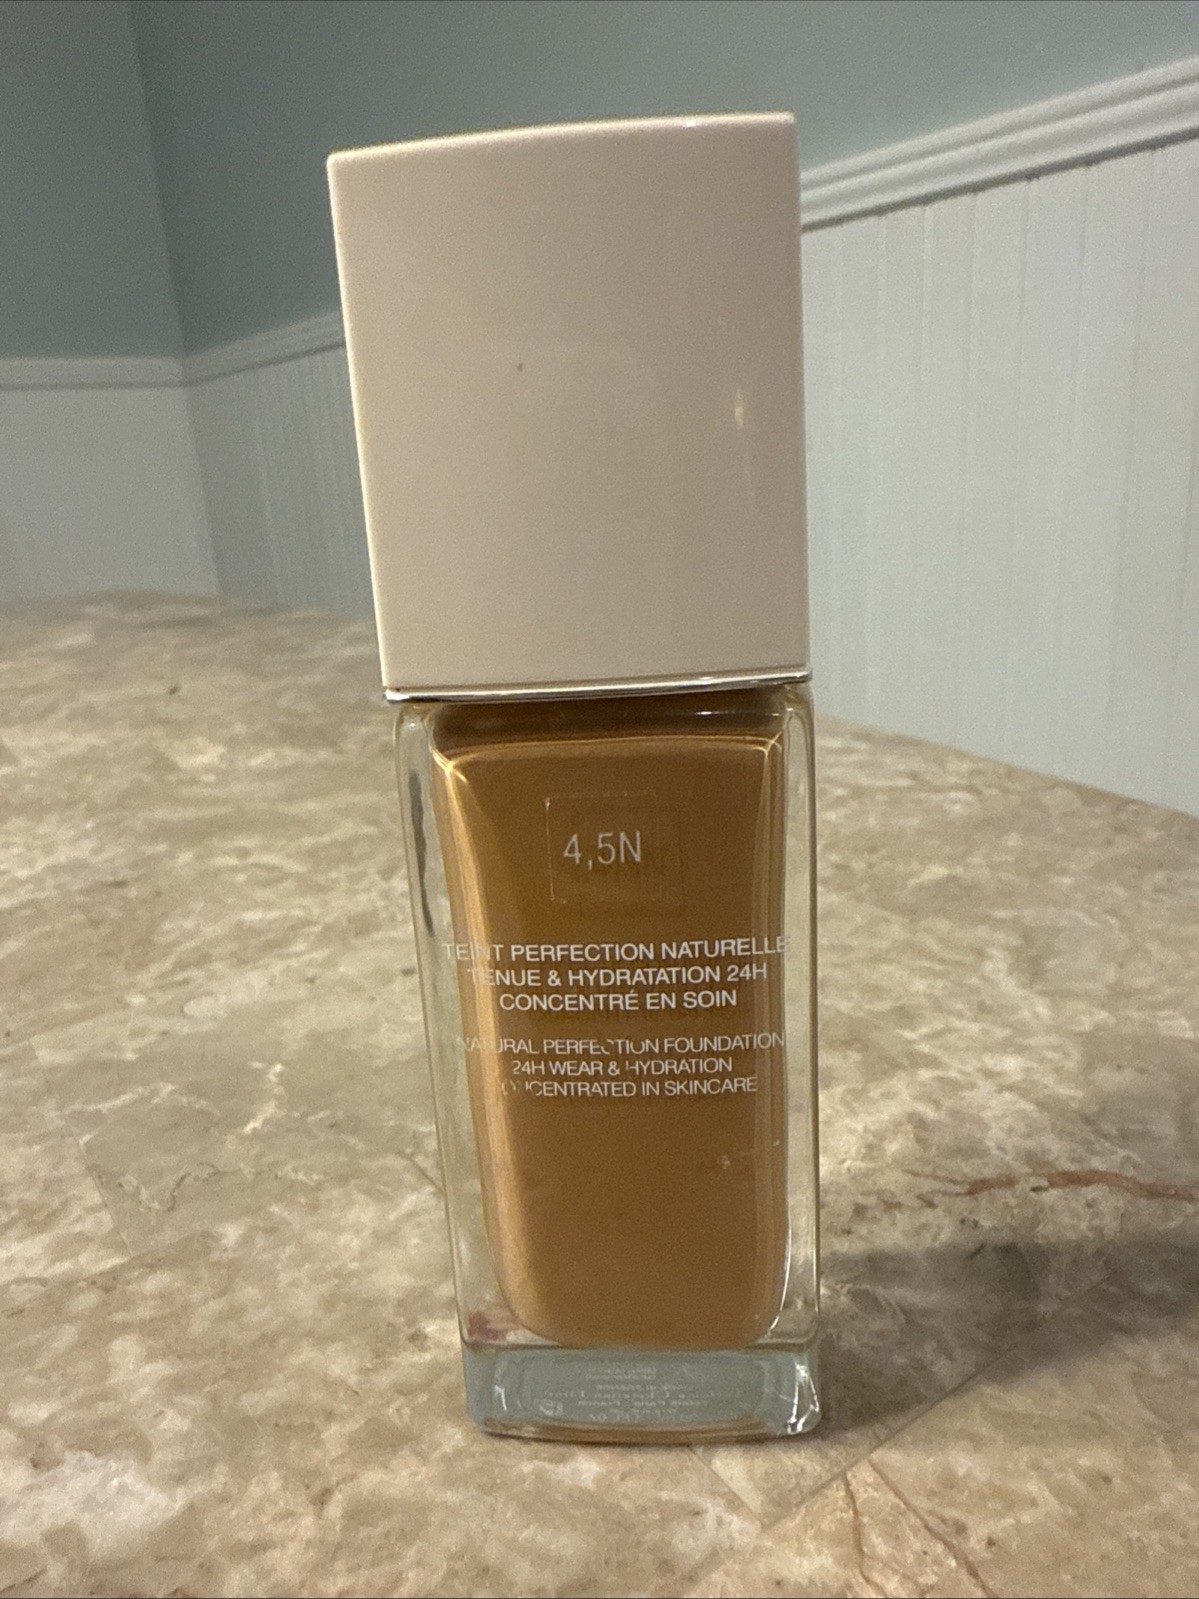 4,5N
TEINT PERFECTION NATURELLE
TENUE & HYDRATATION 24H
CONCENTRÉ EN SOIN
NATURAL PERFECTION FOUNDATION
24H WEAR & HYDRATION
CONCENTRATED IN SKINCARE